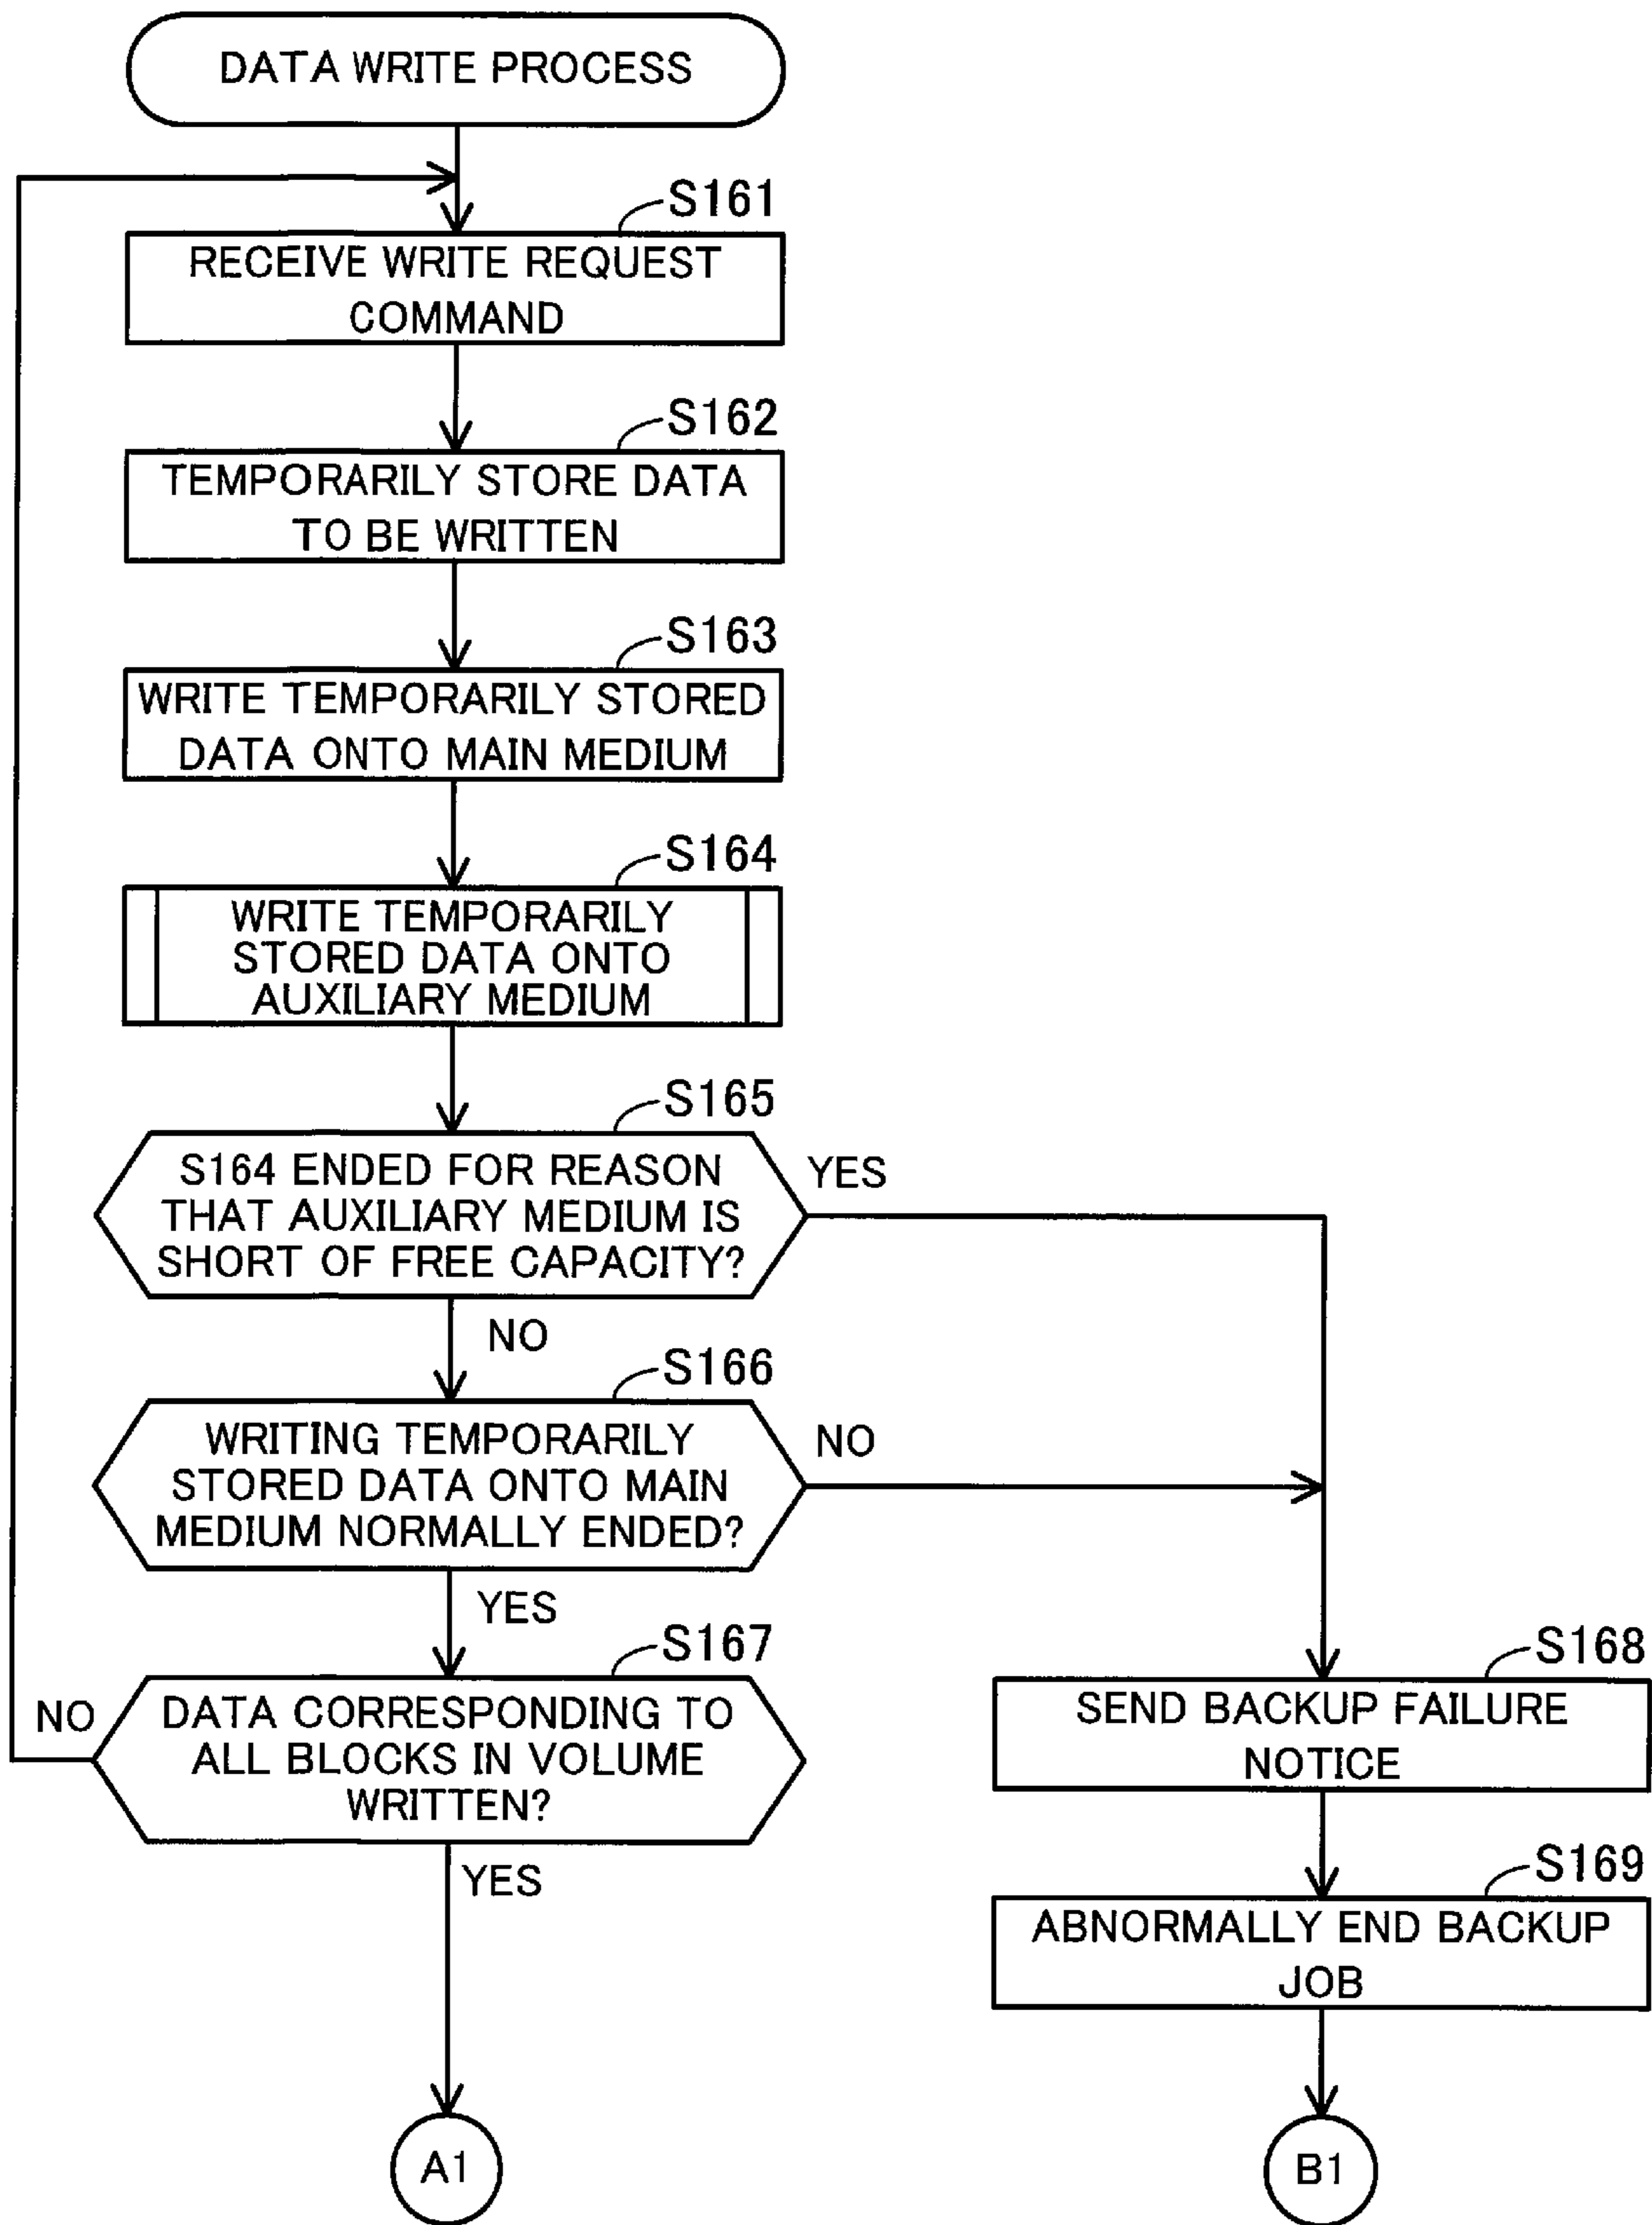 DATA WRITE PROCESS
S161
RECEIVE WRITE REQUEST
COMMAND
S162
TEMPORARILY STORE DATA
TO BE WRITTEN
S163
WRITE TEMPORARILY STORED
DATA ONTO MAIN MEDIUM
S164
WRITE TEMPORARILY
STORED DATA ONTO
AUXILIARY MEDIUM
S165
S164 ENDED FOR REASON
THAT AUXILIARY MEDIUM IS
SHORT OF FREE CAPACITY?
YES
NO
S166
WRITING TEMPORARILY
STORED DATA ONTO MAIN
MEDIUM NORMALLY ENDED?
NO
YES
S167
DATA CORRESPONDING TO
ALL BLOCKS IN VOLUME
WRITTEN?
NO
YES
S168
SEND BACKUP FAILURE
NOTICE
S169
ABNORMALLY END BACKUP
JOB
A1
B1